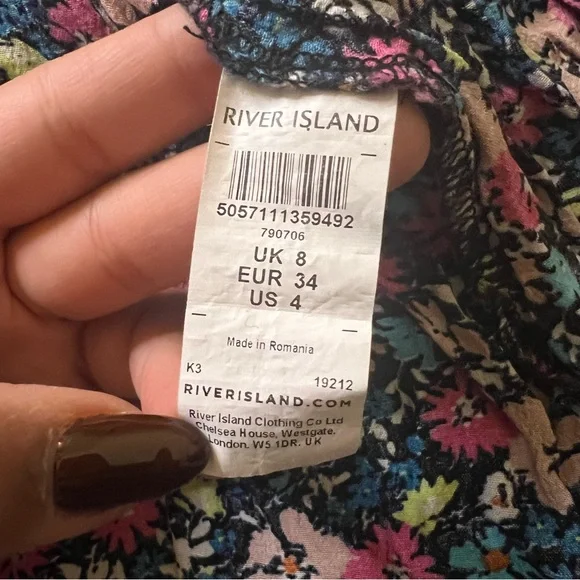 RIVER ISLAND
5057111359492
790706
UK 8
EUR 34
US 4
Made in Romania
K3 19212
RIVERISLAND.COM
River Island Clothing Co Ltd
Chelsea House, Westgate,
London. W5 1DR. UK